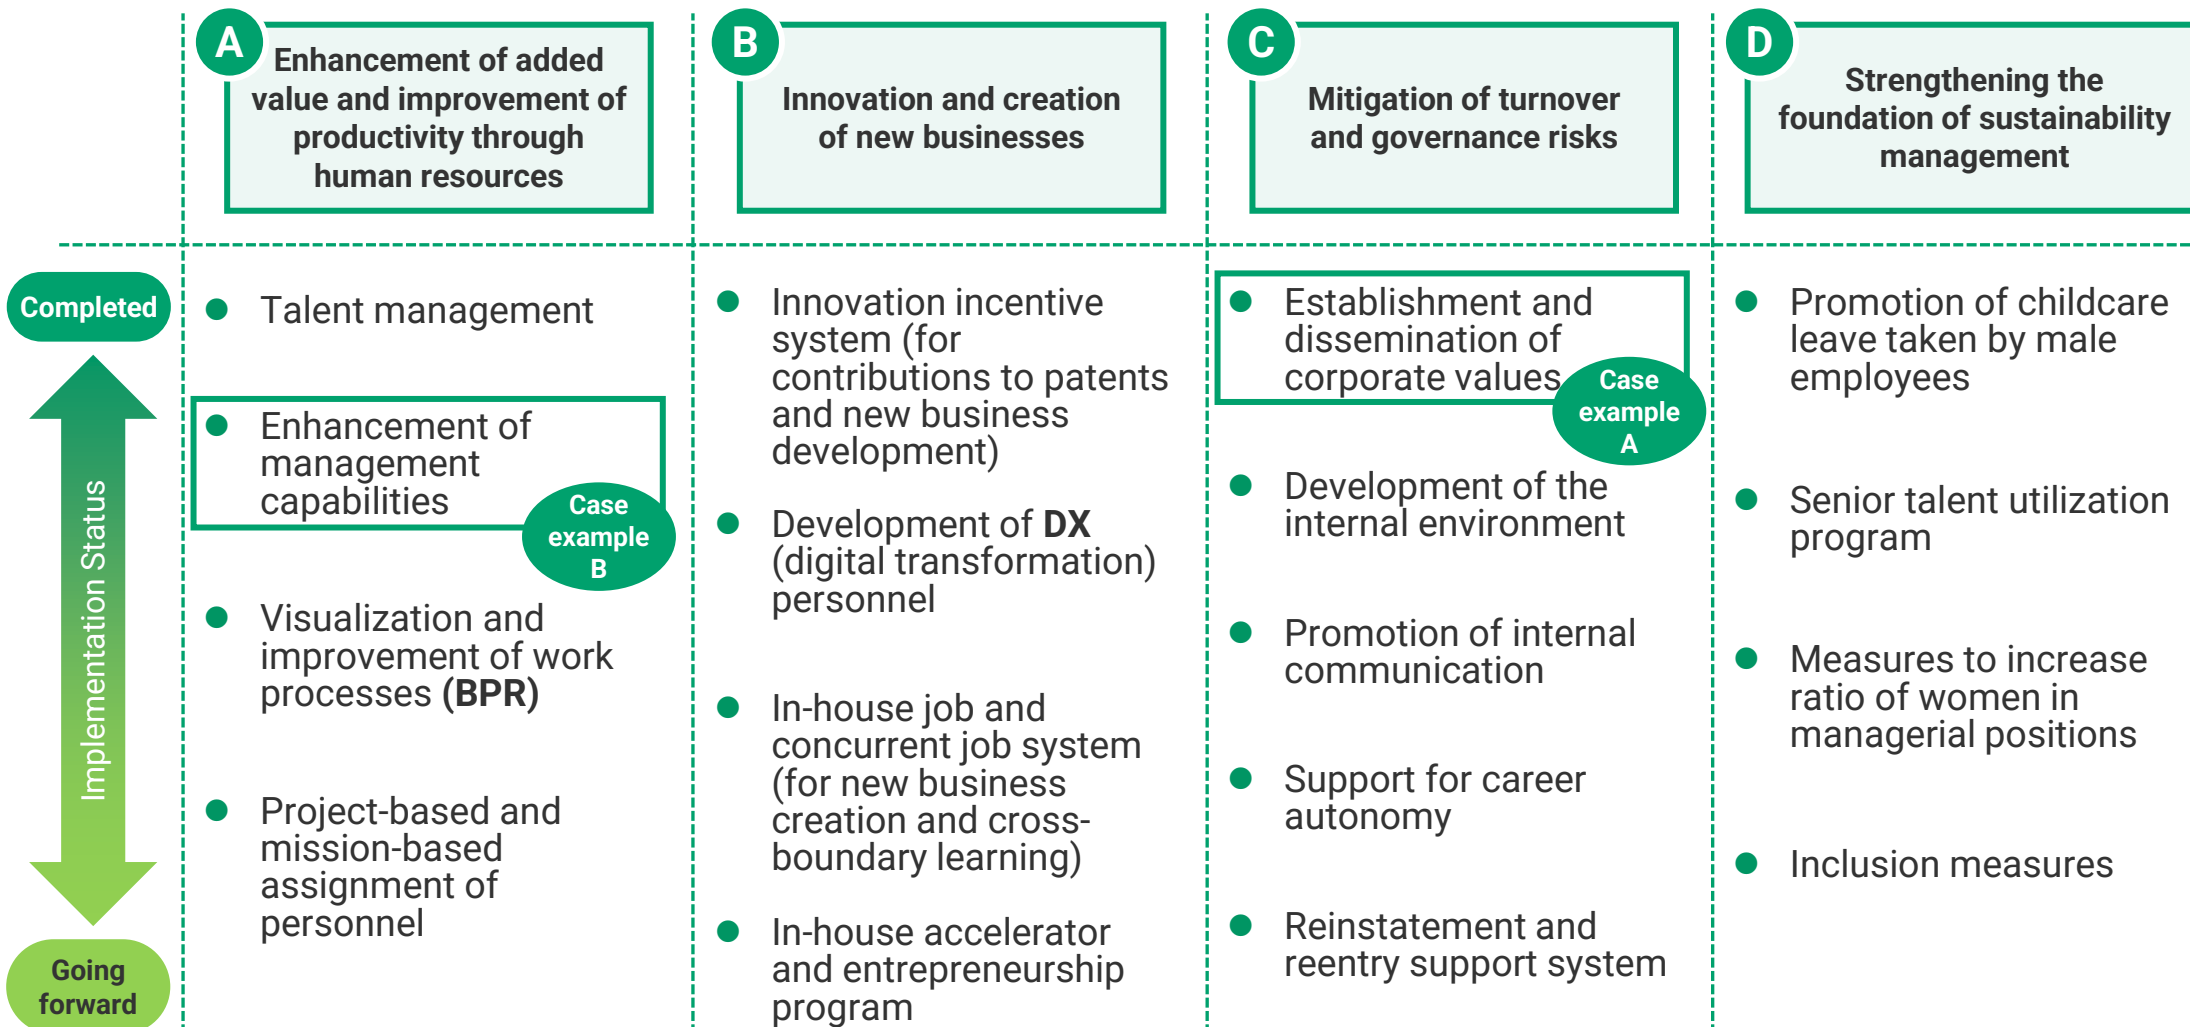 A
Enhancement of added
value and improvement of
productivity through
human resources
B
Innovation and creation
of new businesses
C
Mitigation of turnover
and governance risks
D
Strengthening the
foundation of sustainability
management
Completed
Implementation Status
Going
forward
Talent management
Enhancement of
management
capabilities
Case
example
B
Visualization and
improvement of work
processes (BPR)
Project-based and
mission-based
assignment of
personnel
Innovation incentive
system (for
contributions to patents
and new business
development)
Development of DX
(digital transformation)
personnel
In-house job and
concurrent job system
(for new business
creation and cross-
boundary learning)
In-house accelerator
and entrepreneurship
program
Establishment and
dissemination of
corporate values
Case
example
A
Development of the
internal environment
Promotion of internal
communication
Support for career
autonomy
Reinstatement and
reentry support system
Promotion of childcare
leave taken by male
employees
Senior talent utilization
program
Measures to increase
ratio of women in
managerial positions
Inclusion measures